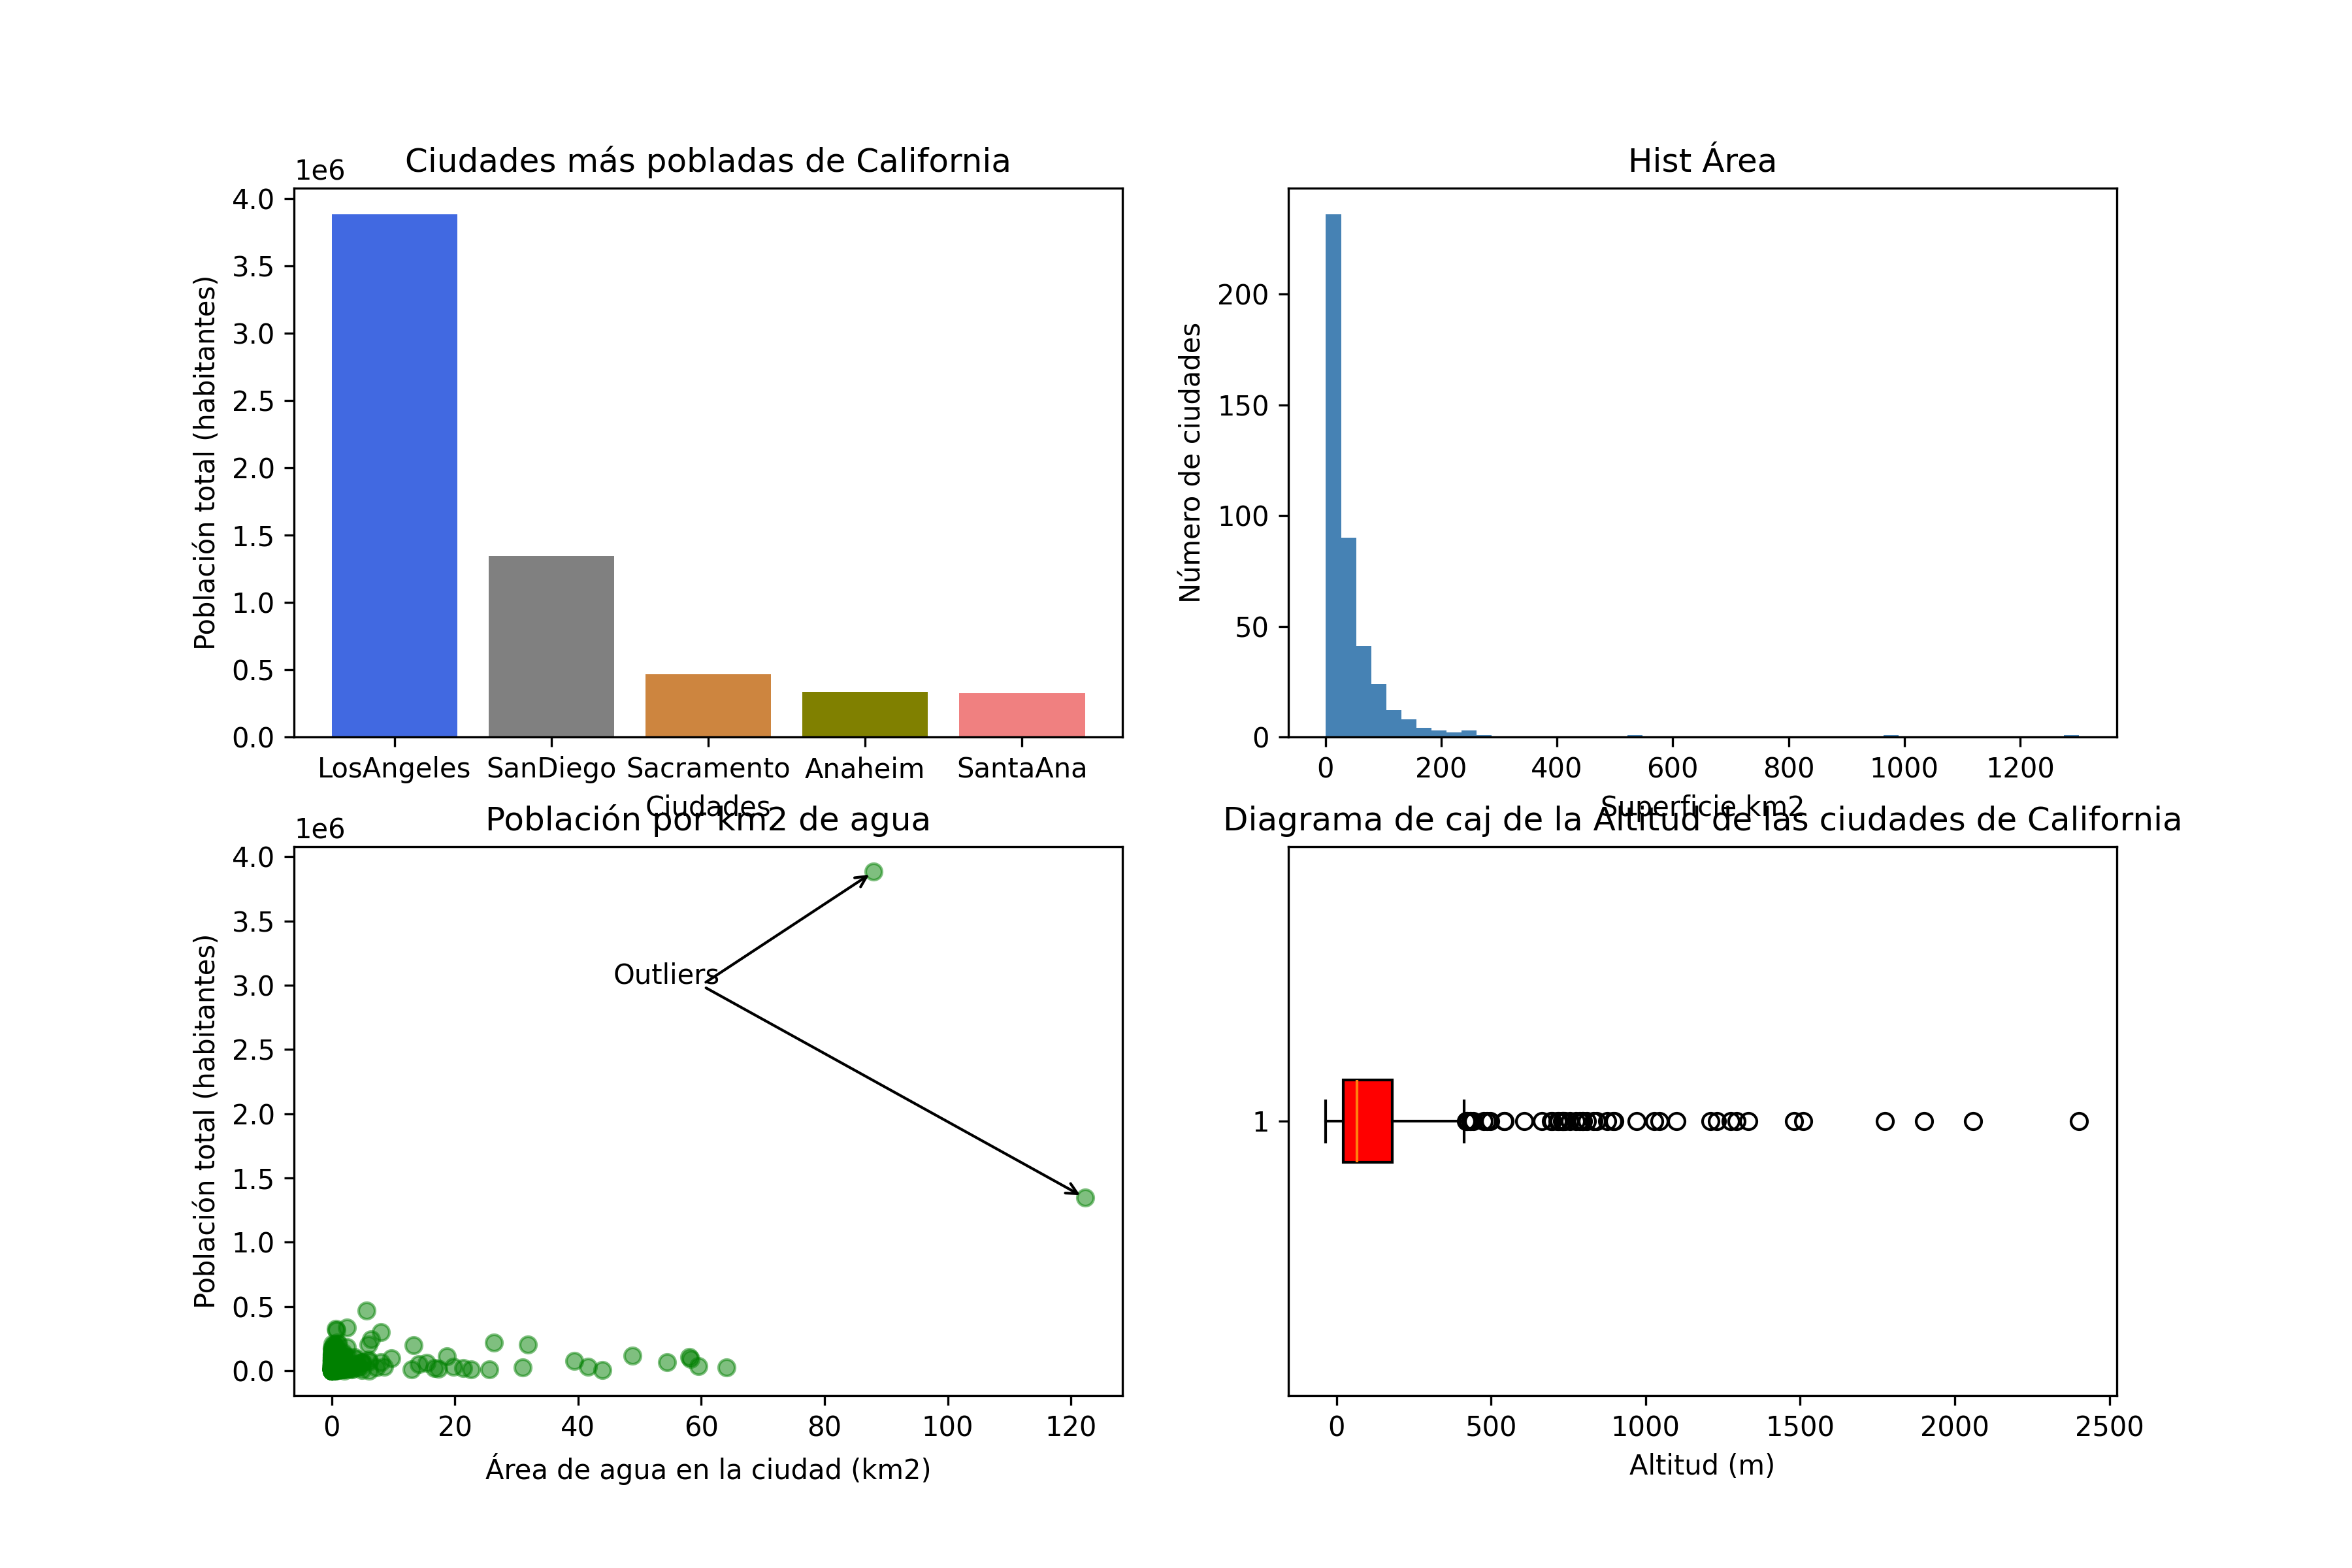 Ciudades más pobladas de California
1e6
4.0
3.5
3.0
2.5
2.0
1.5
1.0
0.5
0.0
Población total (habitantes)
LosAngeles SanDiego Sacramento Anaheim SantaAna
Ciudades
Hist Área
200
150
100
50
0
Número de ciudades
0 200 400 600 800 1000 1200
Superficie km2
Población por km2 de agua
1e6
4.0
3.5
3.0
2.5
2.0
1.5
1.0
0.5
0.0
Población total (habitantes)
Outliers
0 20 40 60 80 100 120
Área de agua en la ciudad (km2)
Diagrama de caj de la Altitud de las ciudades de California
1
0 500 1000 1500 2000 2500
Altitud (m)